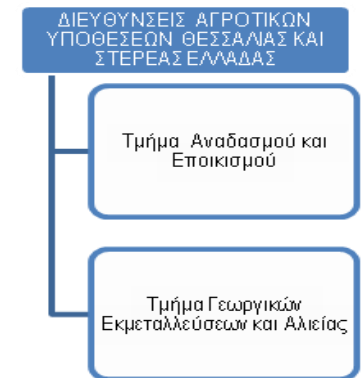 ΔΙΕΥΘΥΝΣΕΙΣ ΑΓΡΟΤΙΚΩΝ
ΥΠΟΘΕΣΕΩΝ ΘΕΣΣΑΛΙΑΣ ΚΑΙ
ΣΤΕΡΕΑΣ ΕΛΛΑΔΑΣ
Τμήμα Αναδασμού και
Εποικισμού
Τμήμα Γεωργικών
Εκμεταλλεύσεων και Αλιείας